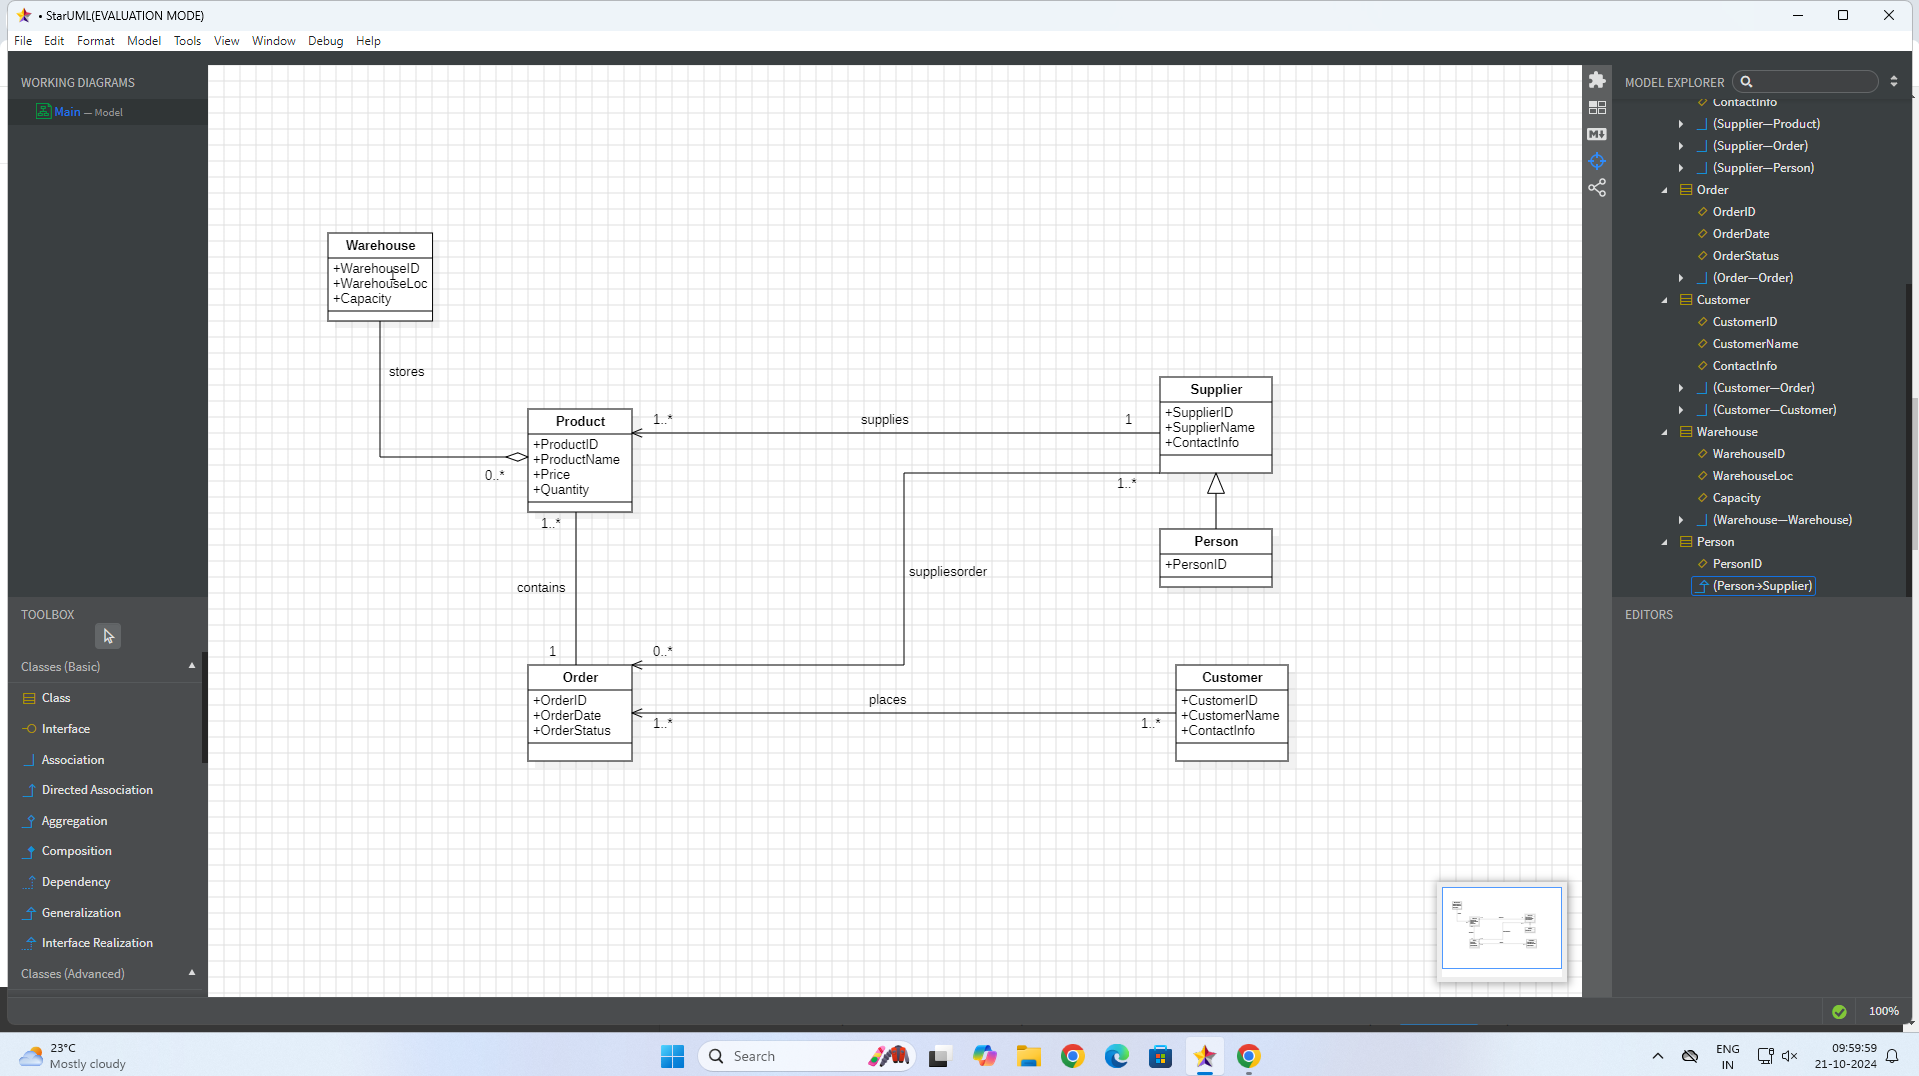 • StarUML(EVALUATION MODE)
File Edit Format Model Tools View Window Debug Help
WORKING DIAGRAMS
Main — Model
TOOLBOX
Classes (Basic)
Class
Interface
Association
Directed Association
Aggregation
Composition
Dependency
Generalization
Interface Realization
Classes (Advanced)
Warehouse
+WarehouseID
1
+WarehouseLoc
+Capacity
stores
0..*
Product
+ProductID
+ProductName
+Price
+Quantity
1..*
supplies
1
Supplier
+SupplierID
+SupplierName
+ContactInfo
1..*
1..*
contains
1
suppliesorder
0..*
Person
+PersonID
Order
+OrderID
+OrderDate
+OrderStatus
places
1..*
1..*
Customer
+CustomerID
+CustomerName
+ContactInfo
MODEL EXPLORER
ContactInfo
(Supplier—Product)
(Supplier—Order)
(Supplier—Person)
Order
OrderID
OrderDate
OrderStatus
(Order—Order)
Customer
CustomerID
CustomerName
ContactInfo
(Customer—Order)
(Customer—Customer)
Warehouse
WarehouseID
WarehouseLoc
Capacity
(Warehouse—Warehouse)
Person
PersonID
(Person→Supplier)
EDITORS
100%
23°C
Mostly cloudy
Search
ENG
IN
09:59:59
21-10-2024